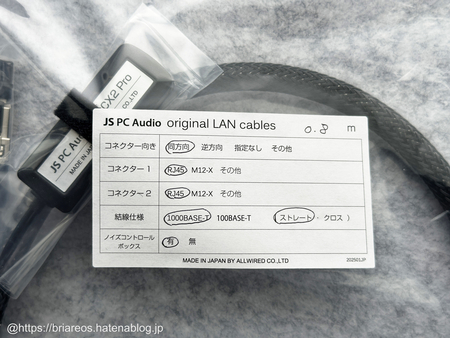 CX2 Pro
JS PC Audio
CO.,LTD
JS PC Audio original LAN cables 0.8 m
コネクター向き 同方向 逆方向 指定なし その他
コネクター1 RJ45 M12-X その他
コネクター2 RJ45 M12-X その他
結線仕様 1000BASE-T 100BASE-T ( ストレート ・ クロス )
ノイズコントロール
ボックス 有 無
MADE IN JAPAN BY ALLWIRED CO.,LTD 202501JP
@https://briareos.hatenablog.jp